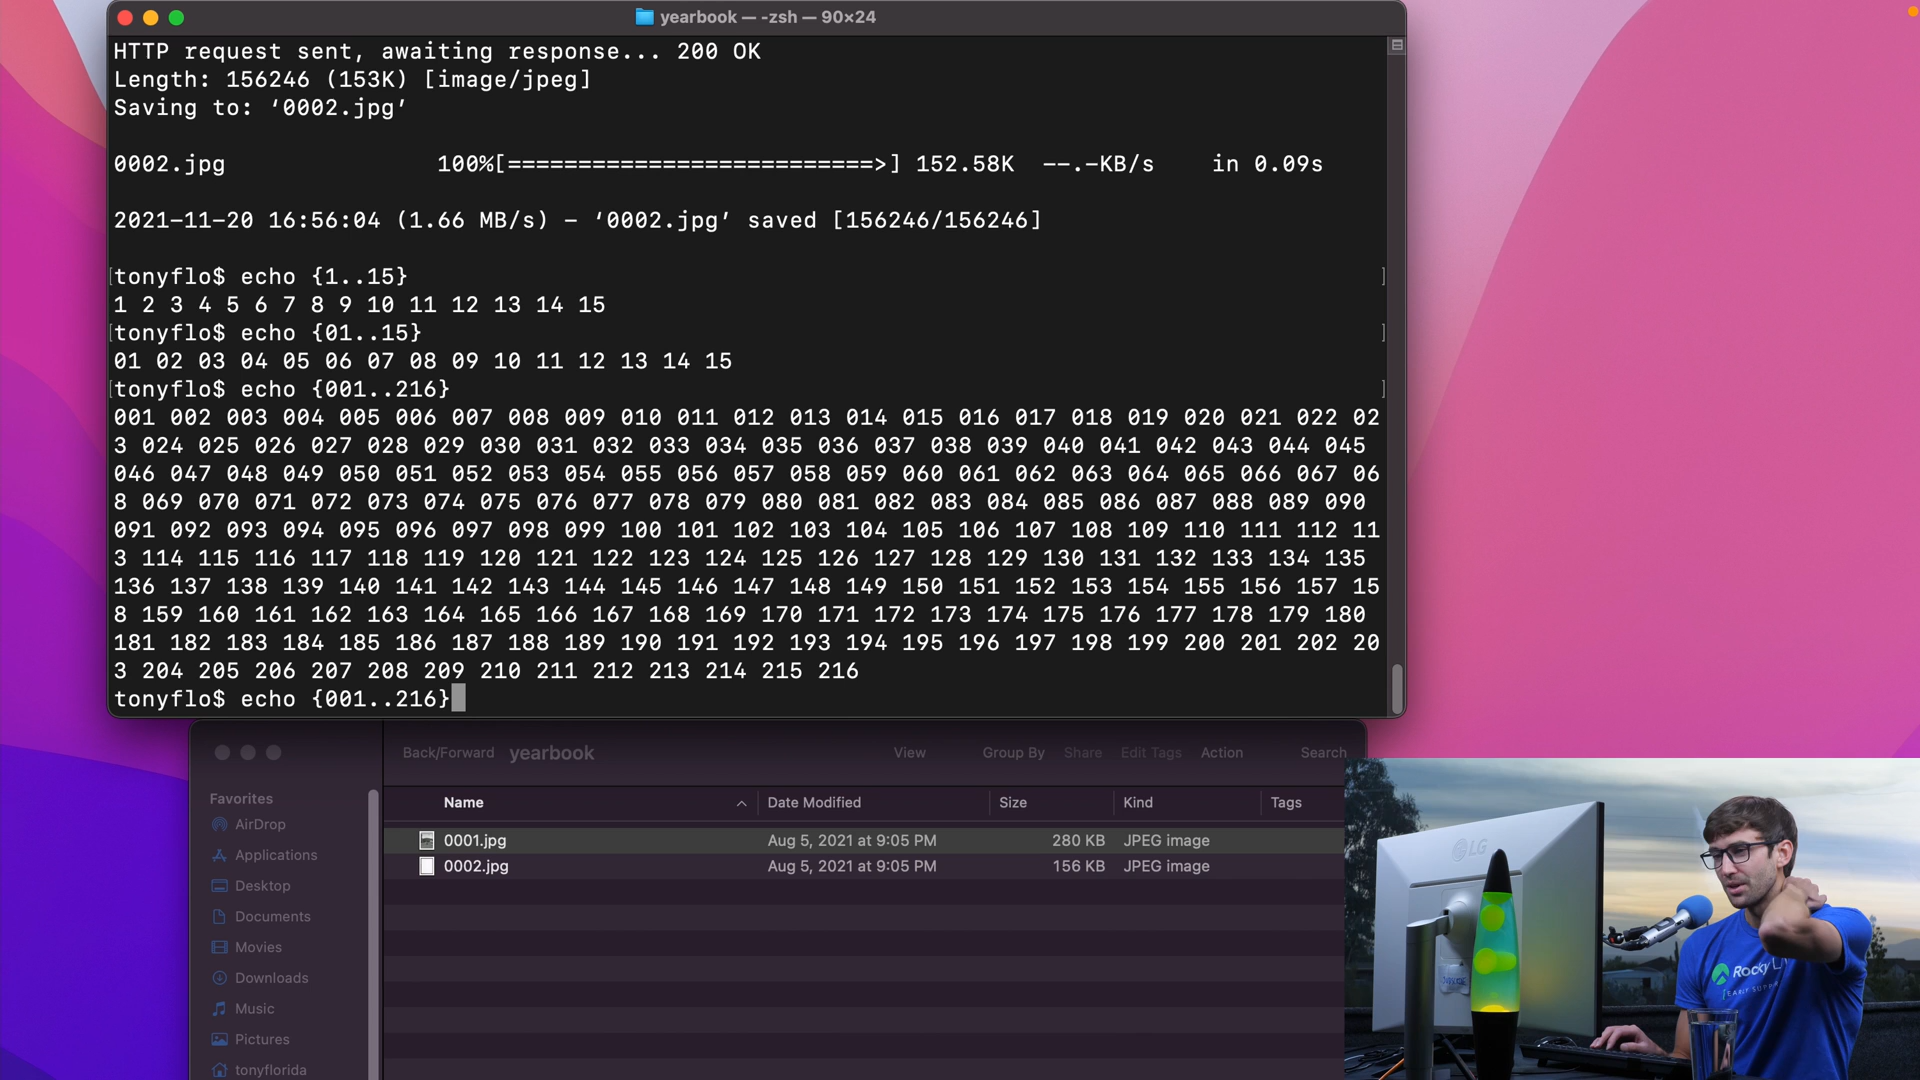 yearbook — -zsh — 90×24
HTTP request sent, awaiting response... 200 OK
Length: 156246 (153K) [image/jpeg]
Saving to: ‘0002.jpg’
0002.jpg 100%[==========================>] 152.58K --.-KB/s in 0.09s
2021-11-20 16:56:04 (1.66 MB/s) - ‘0002.jpg’ saved [156246/156246]
[tonyflo$ echo {1..15} ]
1 2 3 4 5 6 7 8 9 10 11 12 13 14 15
[tonyflo$ echo {01..15} ]
01 02 03 04 05 06 07 08 09 10 11 12 13 14 15
[tonyflo$ echo {001..216} ]
001 002 003 004 005 006 007 008 009 010 011 012 013 014 015 016 017 018 019 020 021 022 02
3 024 025 026 027 028 029 030 031 032 033 034 035 036 037 038 039 040 041 042 043 044 045
046 047 048 049 050 051 052 053 054 055 056 057 058 059 060 061 062 063 064 065 066 067 06
8 069 070 071 072 073 074 075 076 077 078 079 080 081 082 083 084 085 086 087 088 089 090
091 092 093 094 095 096 097 098 099 100 101 102 103 104 105 106 107 108 109 110 111 112 11
3 114 115 116 117 118 119 120 121 122 123 124 125 126 127 128 129 130 131 132 133 134 135
136 137 138 139 140 141 142 143 144 145 146 147 148 149 150 151 152 153 154 155 156 157 15
8 159 160 161 162 163 164 165 166 167 168 169 170 171 172 173 174 175 176 177 178 179 180
181 182 183 184 185 186 187 188 189 190 191 192 193 194 195 196 197 198 199 200 201 202 20
3 204 205 206 207 208 209 210 211 212 213 214 215 216
tonyflo$ echo {001..216}
Back/Forward yearbook View Group By Share Edit Tags Action Search
Favorites
AirDrop
Applications
Desktop
Documents
Movies
Downloads
Music
Pictures
tonyflorida
Name Date Modified Size Kind Tags
0001.jpg Aug 5, 2021 at 9:05 PM 280 KB JPEG image
0002.jpg Aug 5, 2021 at 9:05 PM 156 KB JPEG image
LG
Rocky